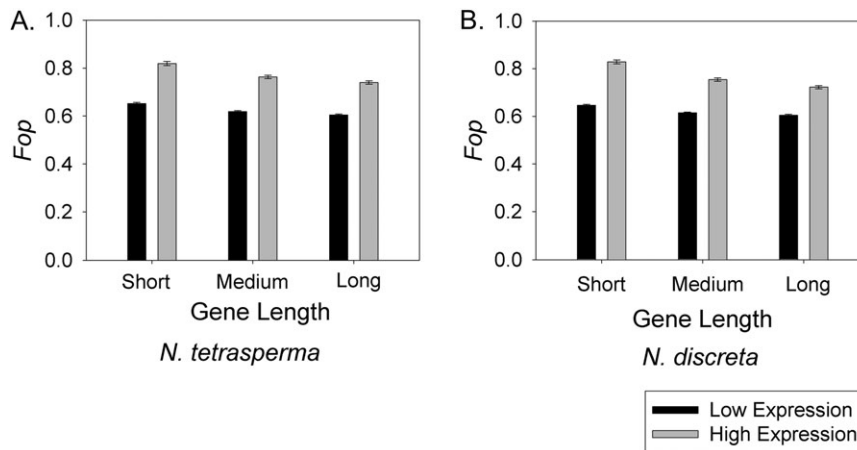 A.
1.0
0.8
0.6
0.4
0.2
0.0
Fop
Short Medium Long
Gene Length
N. tetrasperma
B.
1.0
0.8
0.6
0.4
0.2
0.0
Fop
Short Medium Long
Gene Length
N. discreta
Low Expression
High Expression